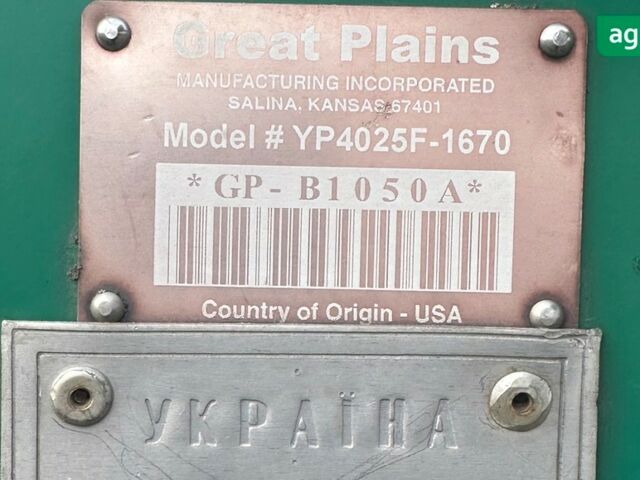 Great Plains
ag
MANUFACTURING INCORPORATED
SALINA, KANSAS 67401
Model # YP4025F-1670
*GP-B1050A*
Country of Origin - USA
УКРАЇНА